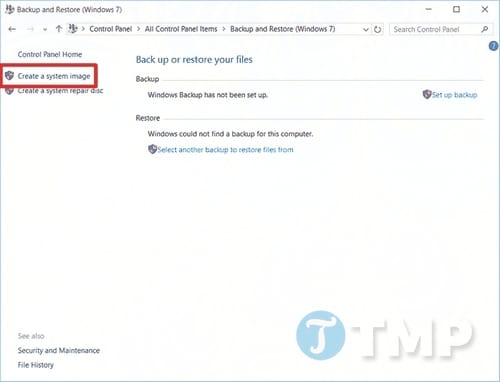 Backup and Restore (Windows 7)
Control Panel > All Control Panel Items > Backup and Restore (Windows 7)
Search Control Panel
Control Panel Home
Create a system image
Create a system repair disc
Back up or restore your files
Backup
Windows Backup has not been set up.
Set up backup
Restore
Windows could not find a backup for this computer.
Select another backup to restore files from
See also
Security and Maintenance
File History
TMP